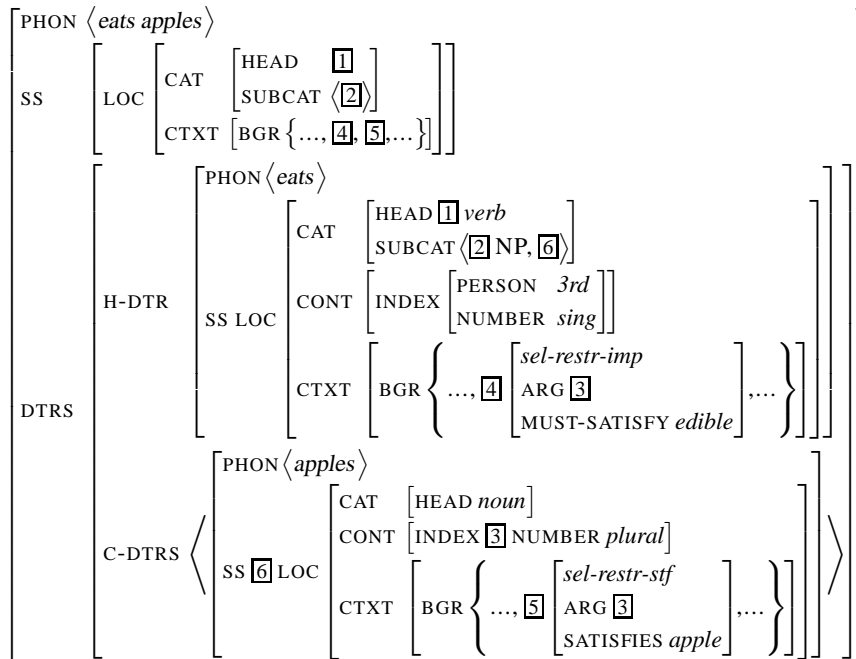 PHON ⟨eats apples⟩
SS LOC CAT HEAD 1
SUBCAT ⟨2⟩
CTXT [BGR {…, 4, 5,…}]
DTRS H-DTR PHON⟨eats⟩
SS LOC CAT HEAD 1 verb
SUBCAT⟨2 NP, 6⟩
CONT INDEX PERSON 3rd
NUMBER sing
CTXT BGR {…, 4 sel-restr-imp
ARG 3
MUST-SATISFY edible ,…}
C-DTRS ⟨PHON⟨apples⟩
SS 6 LOC CAT [HEAD noun]
CONT [INDEX 3 NUMBER plural]
CTXT BGR {…, 5 sel-restr-stf
ARG 3
SATISFIES apple ,…}⟩